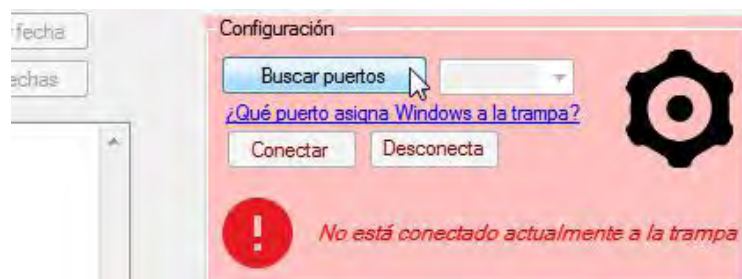 fecha
Configuración
echas
Buscar puertos
¿Qué puerto asigna Windows a la trampa?
Conectar
Desconecta
No está conectado actualmente a la trampa